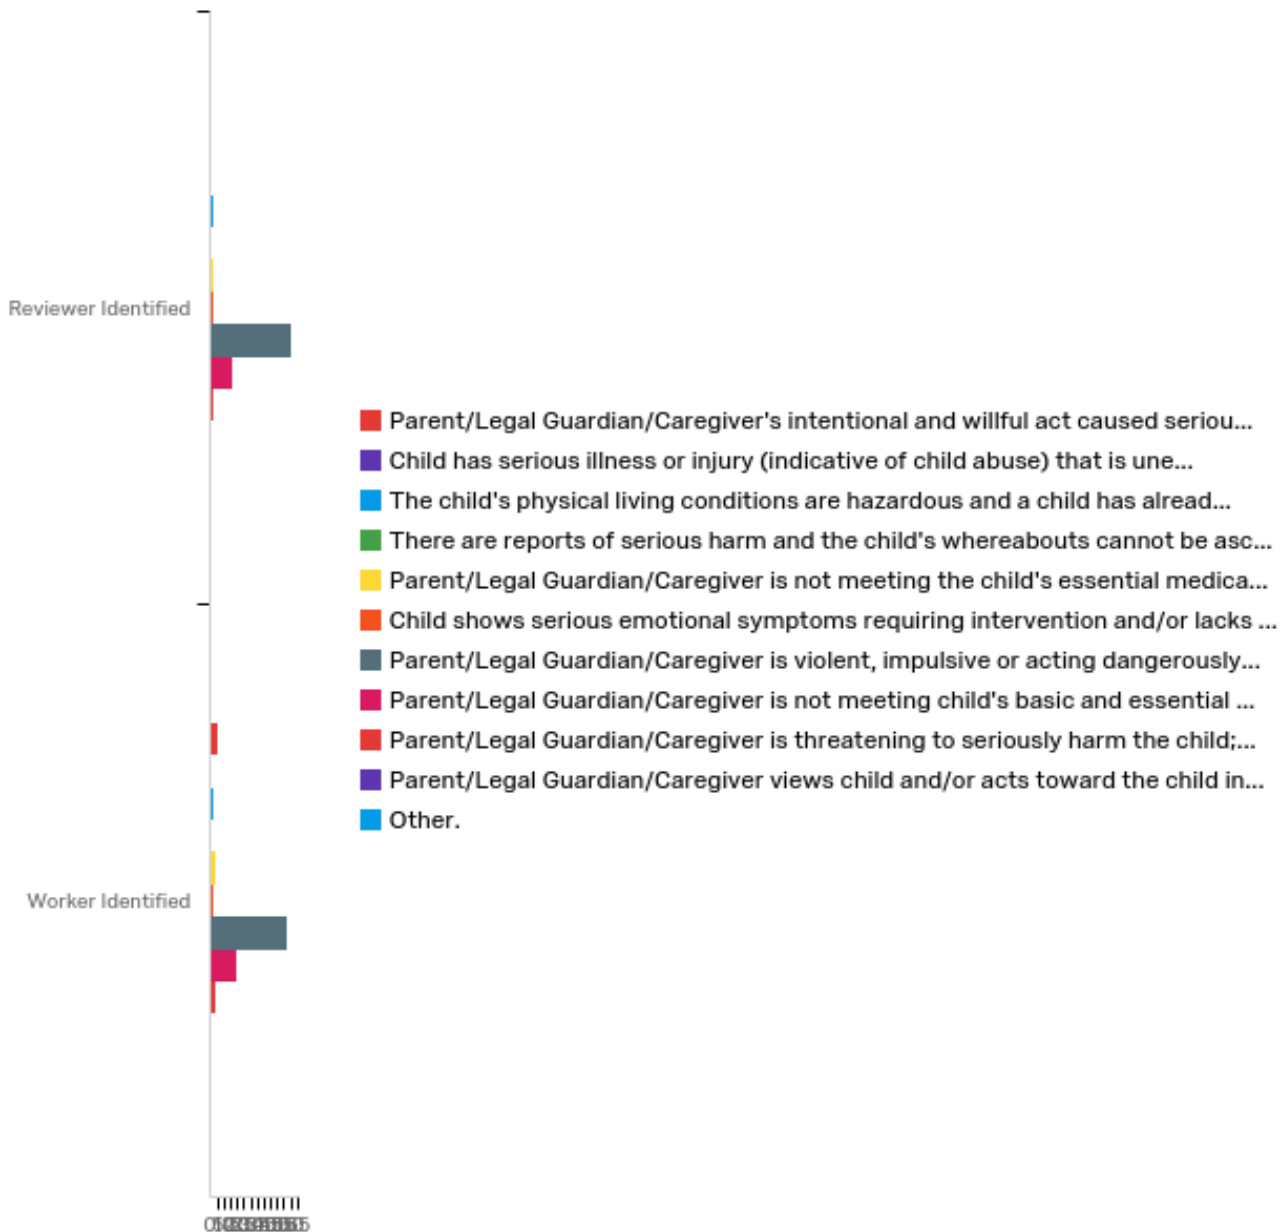 Reviewer Identified
Parent/Legal Guardian/Caregiver's intentional and willful act caused seriou...
Child has serious illness or injury (indicative of child abuse) that is une...
The child's physical living conditions are hazardous and a child has alread...
There are reports of serious harm and the child's whereabouts cannot be asc...
Parent/Legal Guardian/Caregiver is not meeting the child's essential medica...
Child shows serious emotional symptoms requiring intervention and/or lacks ...
Parent/Legal Guardian/Caregiver is violent, impulsive or acting dangerously...
Parent/Legal Guardian/Caregiver is not meeting child's basic and essential ...
Parent/Legal Guardian/Caregiver is threatening to seriously harm the child;...
Parent/Legal Guardian/Caregiver views child and/or acts toward the child in...
Other.
Worker Identified